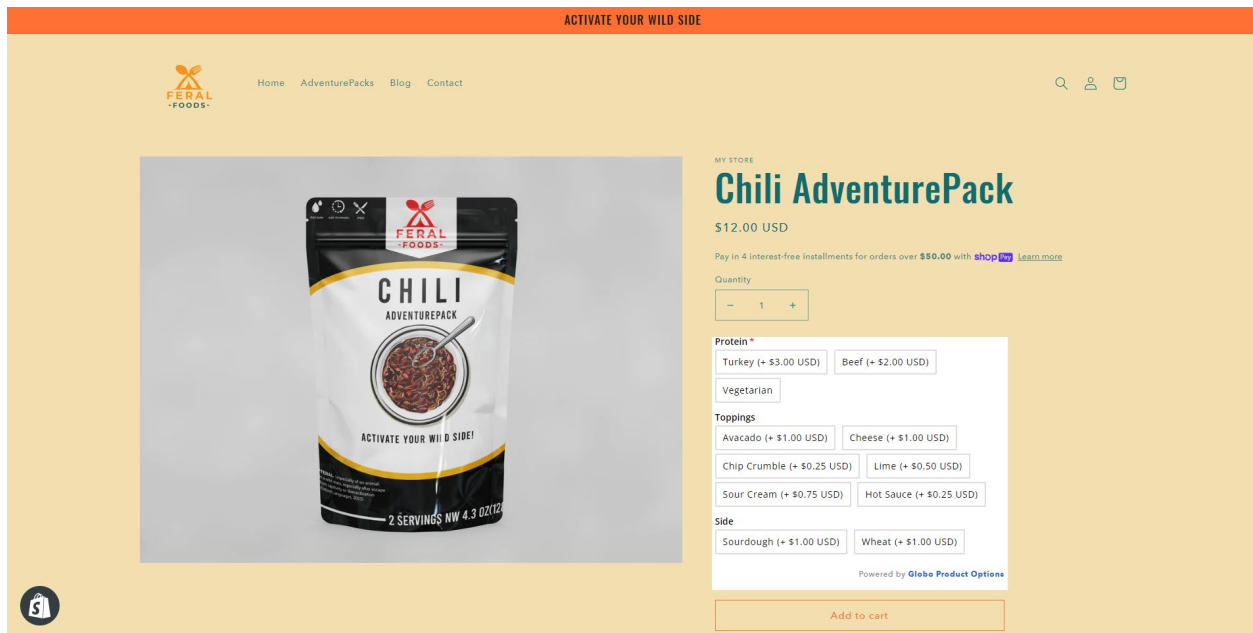 ACTIVATE YOUR WILD SIDE
FERAL
-FOODS-
Home AdventurePacks Blog Contact
FERAL
-FOODS-
CHILI
ADVENTUREPACK
ACTIVATE YOUR WILD SIDE!
2 SERVINGS NW 4.3 OZ(12
MY STORE
Chili AdventurePack
$12.00 USD
Pay in 4 interest-free installments for orders over $50.00 with shop Pay Learn more
Quantity
− 1 +
Protein *
Turkey (+ $3.00 USD) Beef (+ $2.00 USD)
Vegetarian
Toppings
Avacado (+ $1.00 USD) Cheese (+ $1.00 USD)
Chip Crumble (+ $0.25 USD) Lime (+ $0.50 USD)
Sour Cream (+ $0.75 USD) Hot Sauce (+ $0.25 USD)
Side
Sourdough (+ $1.00 USD) Wheat (+ $1.00 USD)
Powered by Globo Product Options
Add to cart